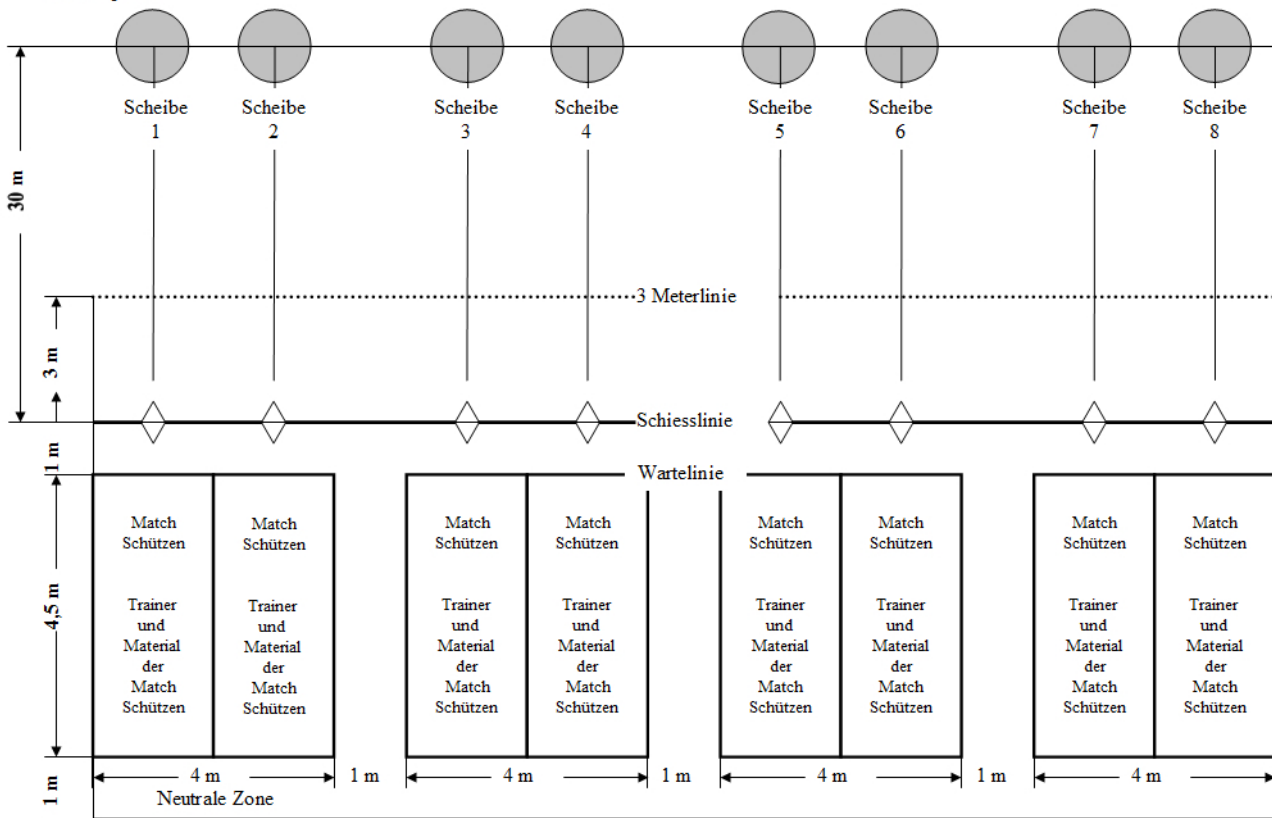 Scheibe
1
Scheibe
2
Scheibe
3
Scheibe
4
Scheibe
5
Scheibe
6
Scheibe
7
Scheibe
8
30 m
3 Meterlinie
3 m
Schiesslinie
1 m
Wartelinie
4,5 m
Match
Schützen
Match
Schützen
Match
Schützen
Match
Schützen
Match
Schützen
Match
Schützen
Match
Schützen
Match
Schützen
Trainer
und
Material
der
Match
Schützen
Trainer
und
Material
der
Match
Schützen
Trainer
und
Material
der
Match
Schützen
Trainer
und
Material
der
Match
Schützen
Trainer
und
Material
der
Match
Schützen
Trainer
und
Material
der
Match
Schützen
Trainer
und
Material
der
Match
Schützen
Trainer
und
Material
der
Match
Schützen
4 m
1 m
4 m
1 m
4 m
1 m
4 m
1 m
Neutrale Zone